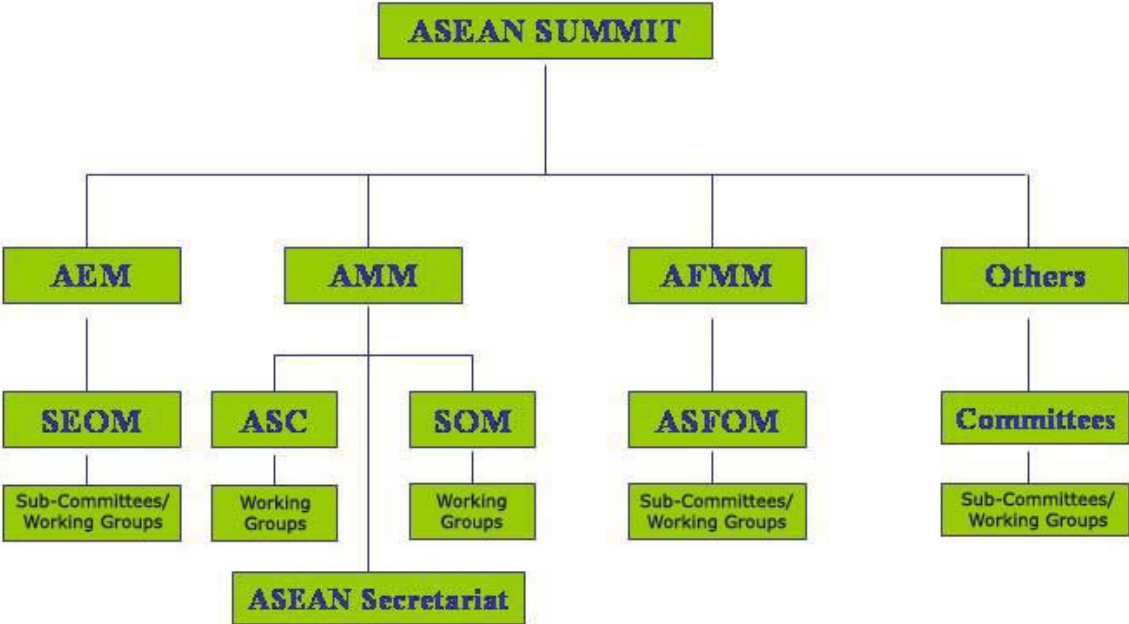 ASEAN SUMMIT
AEM
AMM
AFMM
Others
SEOM
ASC
SOM
ASFOM
Committees
Sub-Committees/
Working Groups
Working
Groups
Working
Groups
Sub-Committees/
Working Groups
Sub-Committees/
Working Groups
ASEAN Secretariat